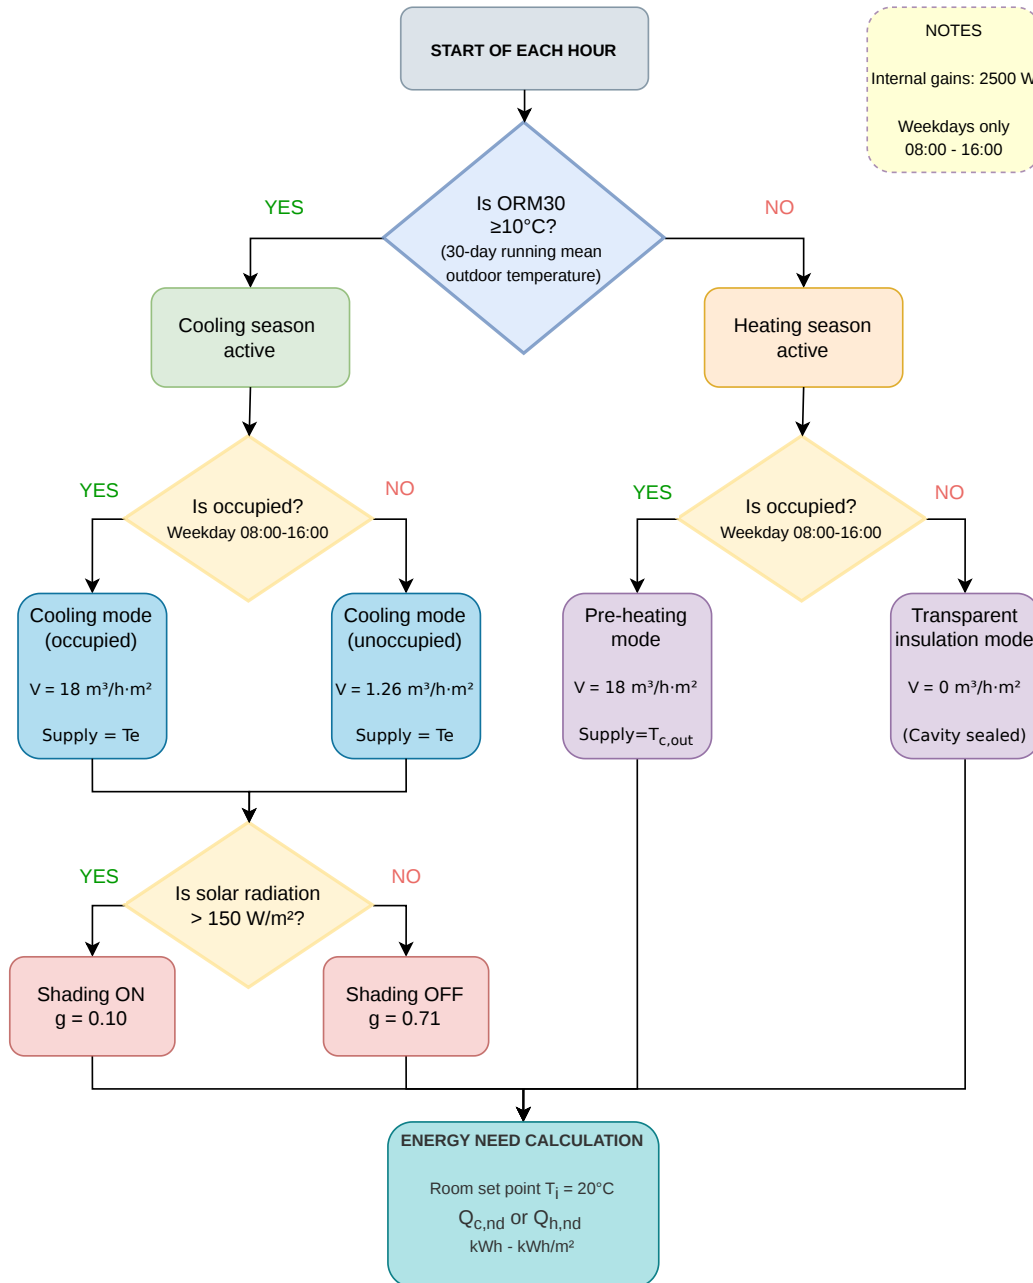 START OF EACH HOUR
NOTES
Internal gains: 2500 W
Weekdays only
08:00 - 16:00
Is ORM30
≥10°C?
(30-day running mean
outdoor temperature)
YES
NO
Cooling season
active
Heating season
active
Is occupied?
Weekday 08:00-16:00
YES
NO
Is occupied?
Weekday 08:00-16:00
YES
NO
Cooling mode
(occupied)
V = 18 m³/h·m²
Supply = Te
Cooling mode
(unoccupied)
V = 1.26 m³/h·m²
Supply = Te
Pre-heating
mode
V = 18 m³/h·m²
Supply=T_c,out
Transparent
insulation mode
V = 0 m³/h·m²
(Cavity sealed)
Is solar radiation
> 150 W/m²?
YES
NO
Shading ON
g = 0.10
Shading OFF
g = 0.71
ENERGY NEED CALCULATION
Room set point T_i = 20°C
Q_c,nd or Q_h,nd
kWh - kWh/m²